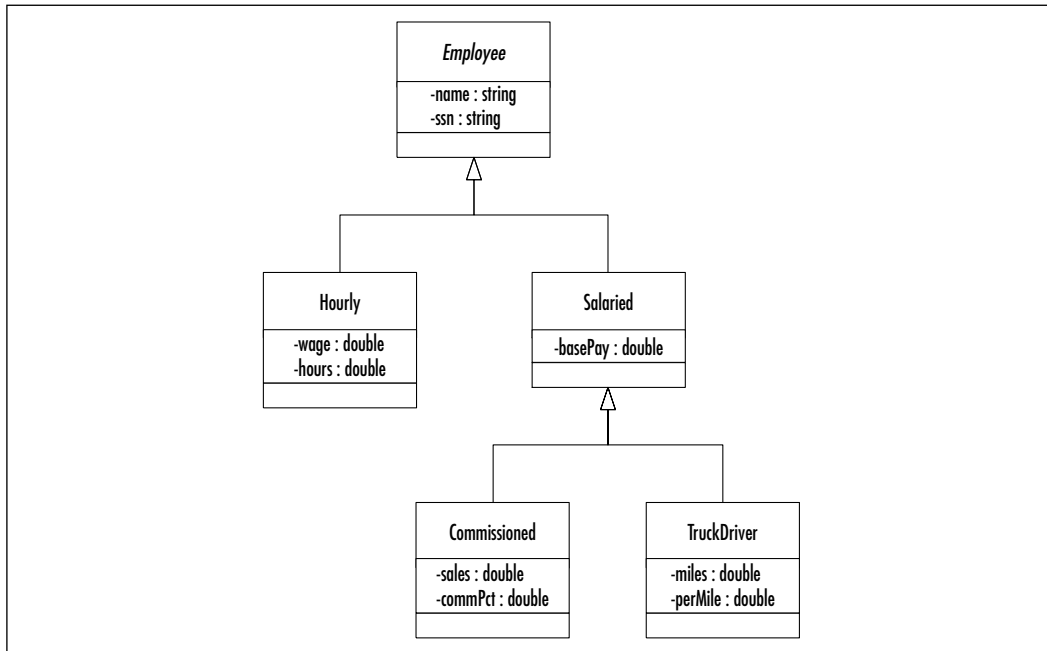 Employee
-name : string
-ssn : string
Hourly
-wage : double
-hours : double
Salaried
-basePay : double
Commissioned
-sales : double
-commPct : double
TruckDriver
-miles : double
-perMile : double